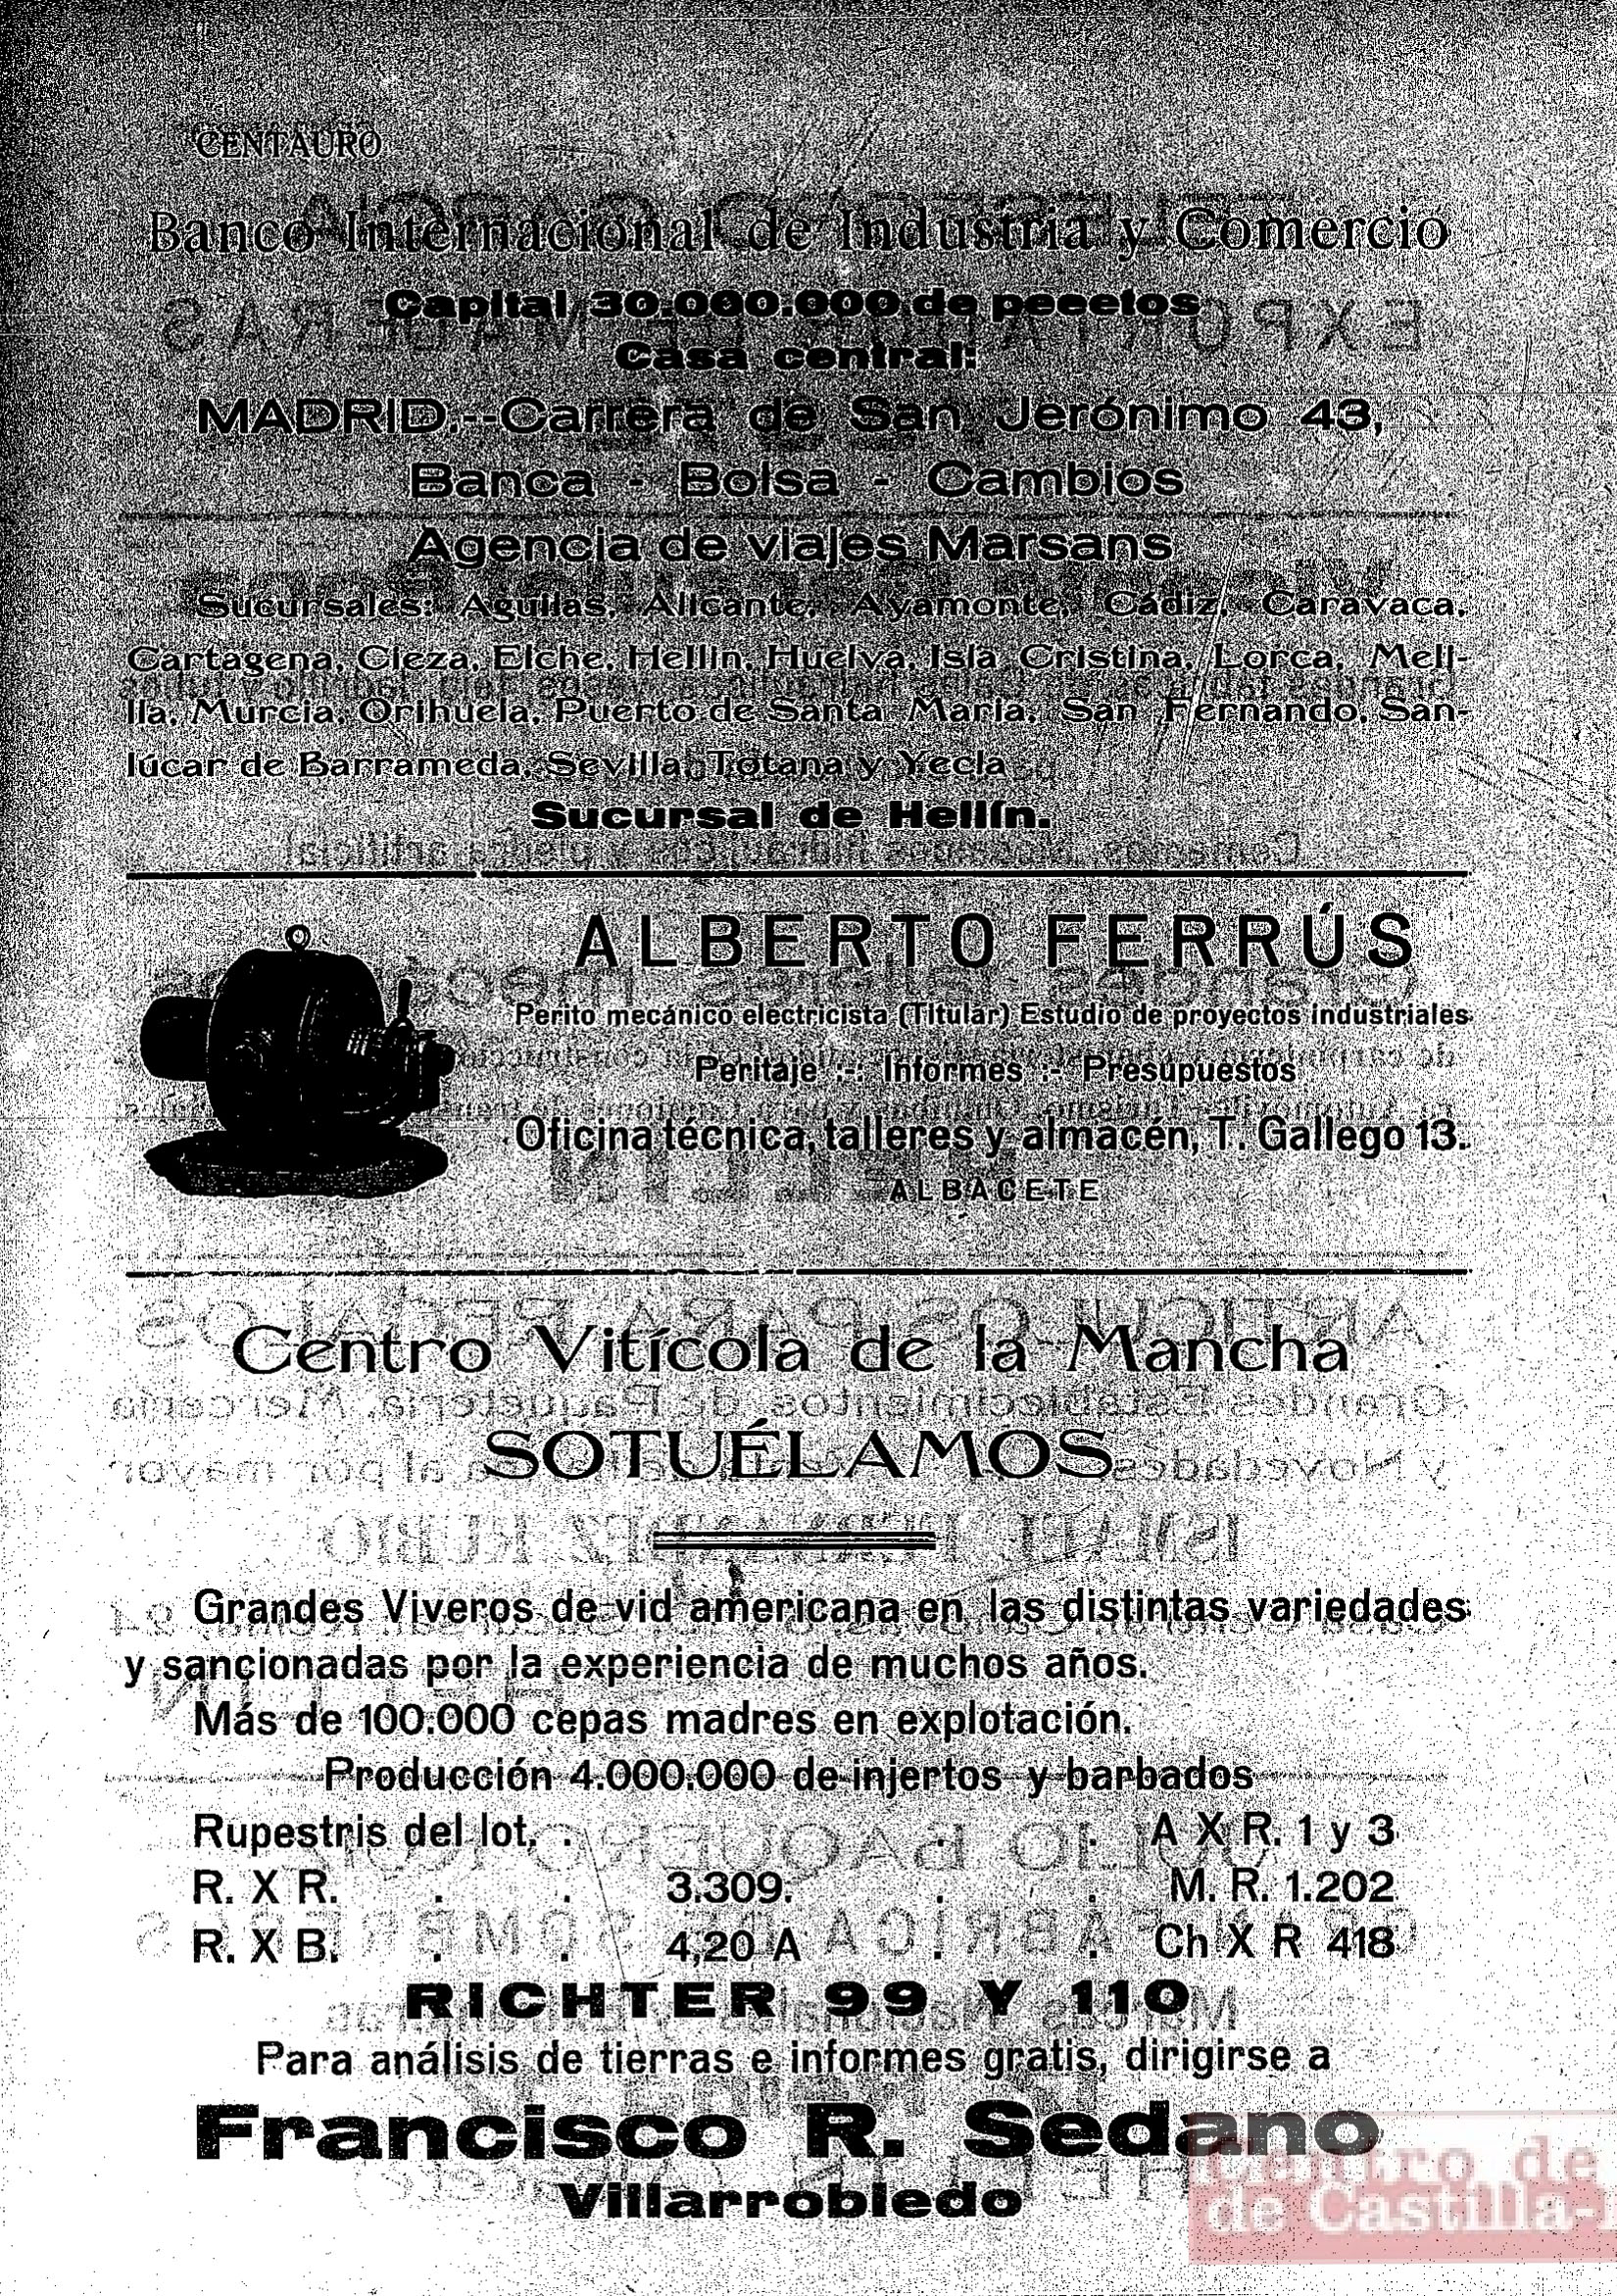 CENTAURO
Banco Internacional de Industria y Comercio
Capital 30.000.000 de pecetos
Casa central:
MADRID.--Carrera de San Jerónimo 43,
Banca - Bolsa - Cambios
Agencia de viajes Marsans
Sucursales: Aguilas, Alicante, Ayamonte, Cádiz, Caravaca,
Cartagena, Cieza, Elche, Hellín, Huelva, Isla Cristina, Lorca, Meli-
lla, Murcia, Orihuela, Puerto de Santa María, San Fernando, San-
lúcar de Barrameda, Sevilla, Totana y Yecla
Sucursal de Hellín.
ALBERTO FERRÚS
Perito mecánico electricista (Titular) Estudio de proyectos industriales
Peritaje :-: Informes :- Presupuestos
Oficina técnica, talleres y almacén, T. Gallego 13.
ALBACETE
Centro Vitícola de la Mancha
SOTUÉLAMOS
Grandes Viveros de vid americana en las distintas variedades
y sancionadas por la experiencia de muchos años.
Más de 100.000 cepas madres en explotación.
Producción 4.000.000 de injertos y barbados
Rupestris del lot. . . . A X R. 1 y 3
R. X R. . . 3.309. . . M. R. 1.202
R. X B. . . 4,20 A . . Ch X R 418
RICHTER 99 Y 110
Para análisis de tierras e informes gratis, dirigirse a
Francisco R. Sedano
Villarrobledo
Centro de
de Castilla-